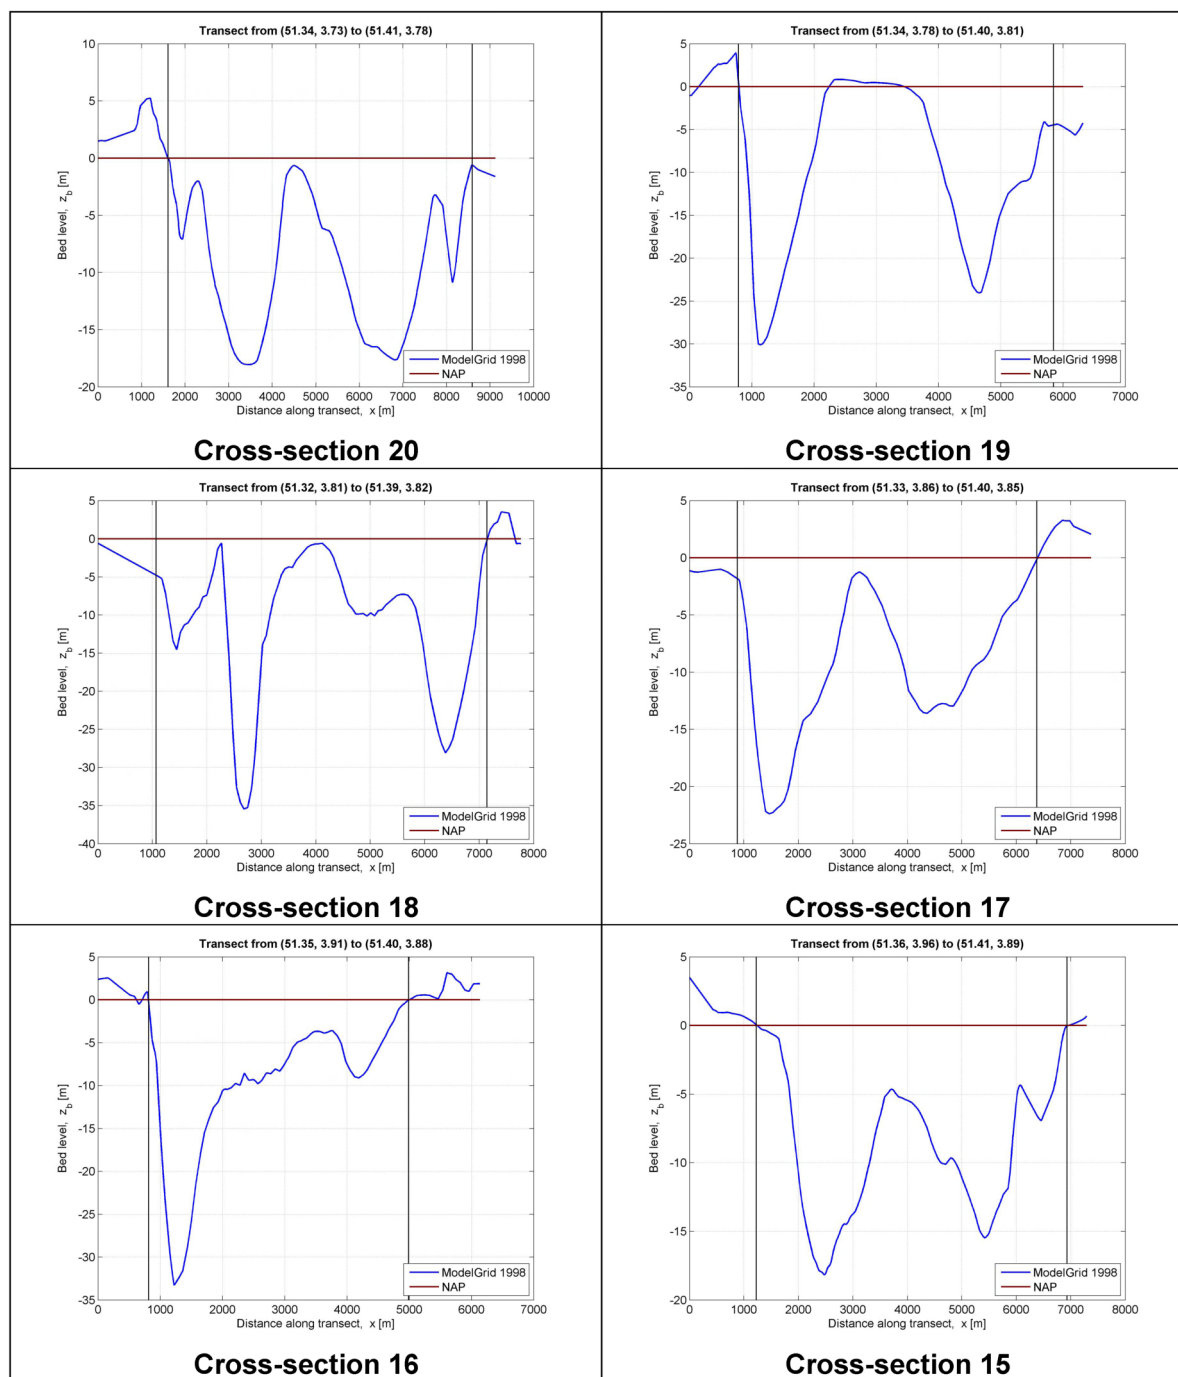 Transect from (51.34, 3.73) to (51.41, 3.78)
10
5
0
-5
-10
-15
-20
Bed level, z_b [m]
0 1000 2000 3000 4000 5000 6000 7000 8000 9000 10000
Distance along transect, x [m]
ModelGrid 1998
NAP
Cross-section 20
Transect from (51.34, 3.78) to (51.40, 3.81)
5
0
-5
-10
-15
-20
-25
-30
-35
Bed level, z_b [m]
0 1000 2000 3000 4000 5000 6000 7000
Distance along transect, x [m]
ModelGrid 1998
NAP
Cross-section 19
Transect from (51.32, 3.81) to (51.39, 3.82)
5
0
-5
-10
-15
-20
-25
-30
-35
-40
Bed level, z_b [m]
0 1000 2000 3000 4000 5000 6000 7000 8000
Distance along transect, x [m]
ModelGrid 1998
NAP
Cross-section 18
Transect from (51.33, 3.86) to (51.40, 3.85)
5
0
-5
-10
-15
-20
-25
Bed level, z_b [m]
0 1000 2000 3000 4000 5000 6000 7000 8000
Distance along transect, x [m]
ModelGrid 1998
NAP
Cross-section 17
Transect from (51.35, 3.91) to (51.40, 3.88)
5
0
-5
-10
-15
-20
-25
-30
-35
Bed level, z_b [m]
0 1000 2000 3000 4000 5000 6000 7000
Distance along transect, x [m]
ModelGrid 1998
NAP
Cross-section 16
Transect from (51.36, 3.96) to (51.41, 3.89)
5
0
-5
-10
-15
-20
Bed level, z_b [m]
0 1000 2000 3000 4000 5000 6000 7000 8000
Distance along transect, x [m]
ModelGrid 1998
NAP
Cross-section 15